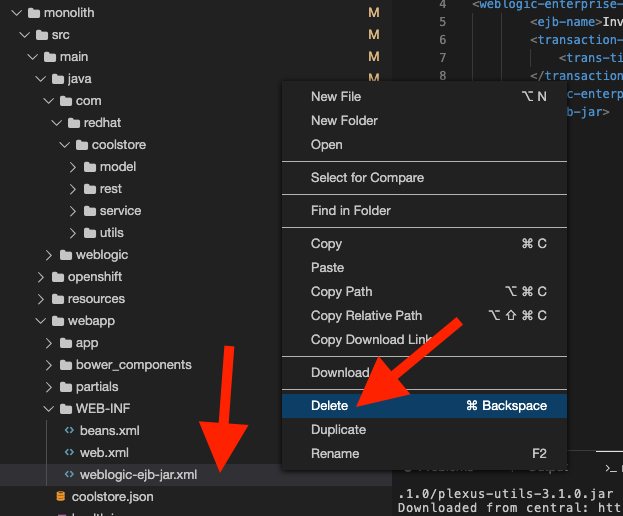 monolith
M
src
M
main
M
java
M
com
redhat
coolstore
model
rest
service
utils
weblogic
openshift
resources
webapp
app
bower_components
partials
WEB-INF
beans.xml
web.xml
weblogic-ejb-jar.xml
coolstore.json
4 <weblogic-enterprise-
5 <ejb-name>Inv
6 <transaction-
7 <trans-ti
8 </transaction
c-enterp
b-jar>
New File ⌥ N
New Folder
Open
Select for Compare
Find in Folder
Copy ⌘ C
Paste
Copy Path ⌥ ⌘ C
Copy Relative Path ⌥ ⇧ ⌘ C
Copy Download Link
Download
Delete ⌘ Backspace
Duplicate
Rename F2
>_
.1.0/plexus-utils-3.1.0.jar
Downloaded from central: htt